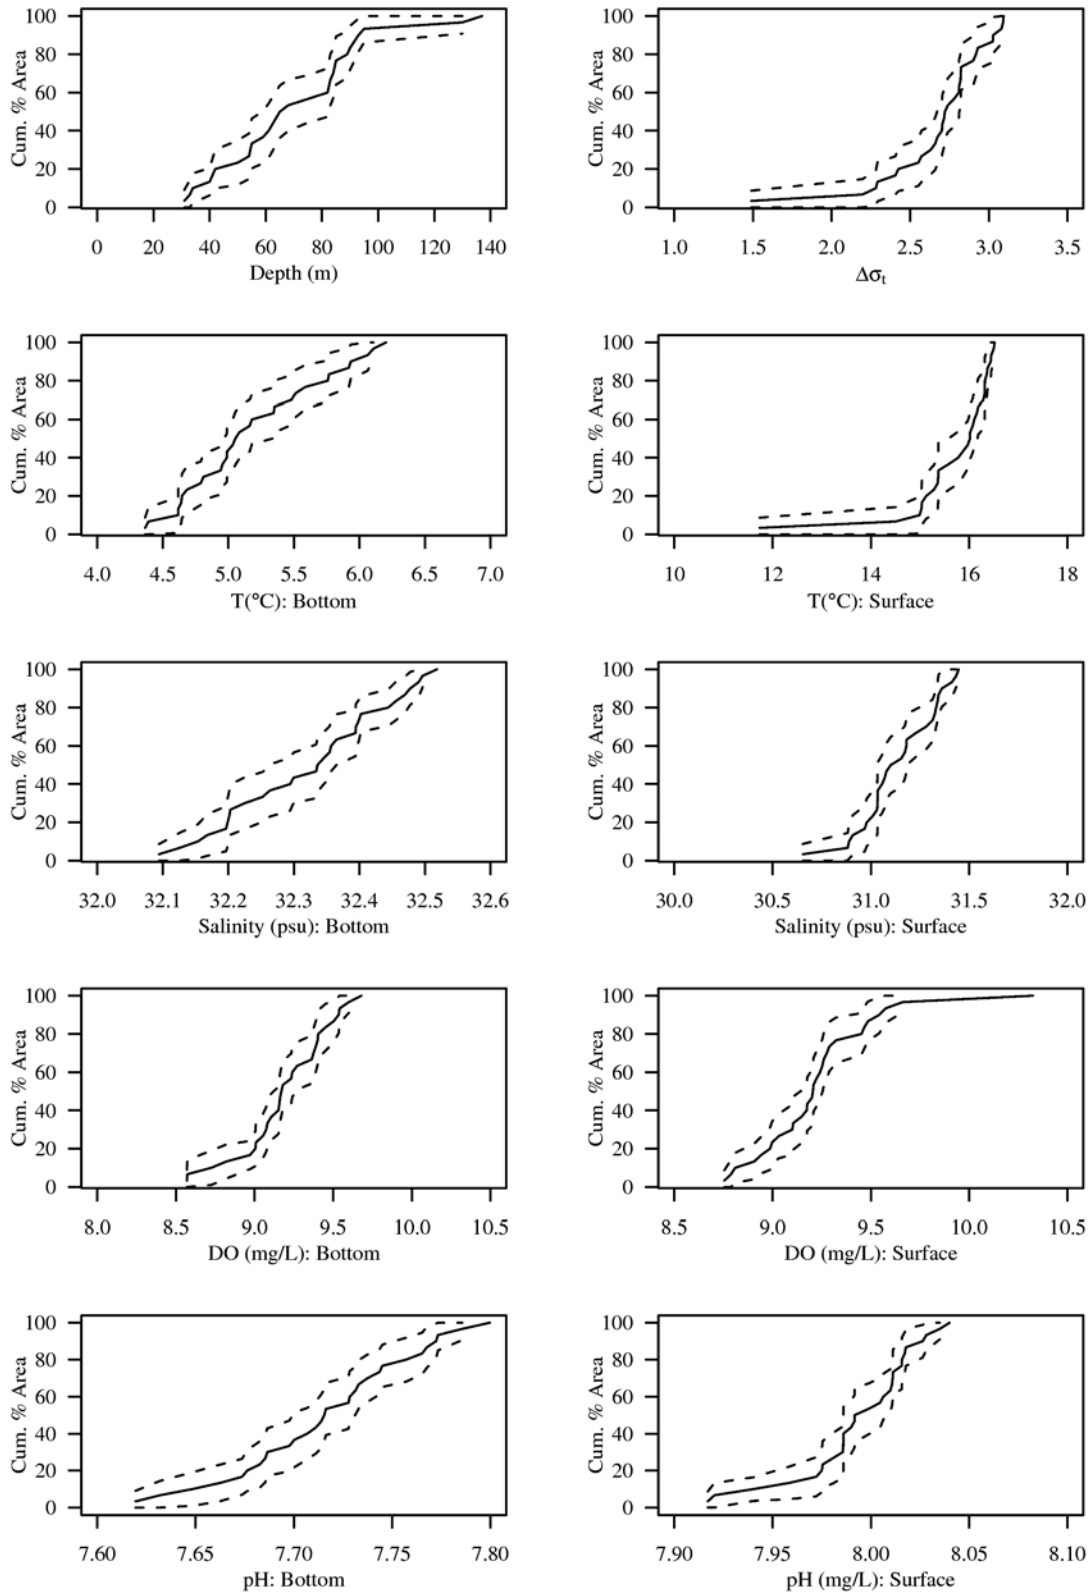 Cum. % Area
100
80
60
40
20
0
0 20 40 60 80 100 120 140
Depth (m)
Cum. % Area
100
80
60
40
20
0
1.0 1.5 2.0 2.5 3.0 3.5
Δσt
Cum. % Area
100
80
60
40
20
0
4.0 4.5 5.0 5.5 6.0 6.5 7.0
T(°C): Bottom
Cum. % Area
100
80
60
40
20
0
10 12 14 16 18
T(°C): Surface
Cum. % Area
100
80
60
40
20
0
32.0 32.1 32.2 32.3 32.4 32.5 32.6
Salinity (psu): Bottom
Cum. % Area
100
80
60
40
20
0
30.0 30.5 31.0 31.5 32.0
Salinity (psu): Surface
Cum. % Area
100
80
60
40
20
0
8.0 8.5 9.0 9.5 10.0 10.5
DO (mg/L): Bottom
Cum. % Area
100
80
60
40
20
0
8.5 9.0 9.5 10.0 10.5
DO (mg/L): Surface
Cum. % Area
100
80
60
40
20
0
7.60 7.65 7.70 7.75 7.80
pH: Bottom
Cum. % Area
100
80
60
40
20
0
7.90 7.95 8.00 8.05 8.10
pH (mg/L): Surface